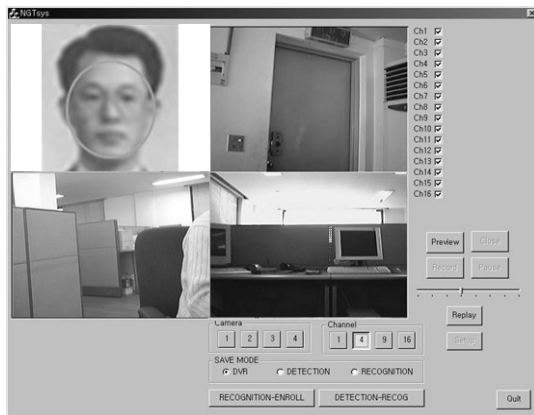 NGTsys
Ch1
Ch2
Ch3
Ch4
Ch5
Ch6
Ch7
Ch8
Ch9
Ch10
Ch11
Ch12
Ch13
Ch14
Ch15
Ch16
Preview
Close
Record
Pause
Replay
Setup
Camera
1 2 3 4
Channel
1 4 9 16
SAVE MODE
DVR DETECTION RECOGNITION
RECOGNITION-ENROLL DETECTION-RECOG
Quit